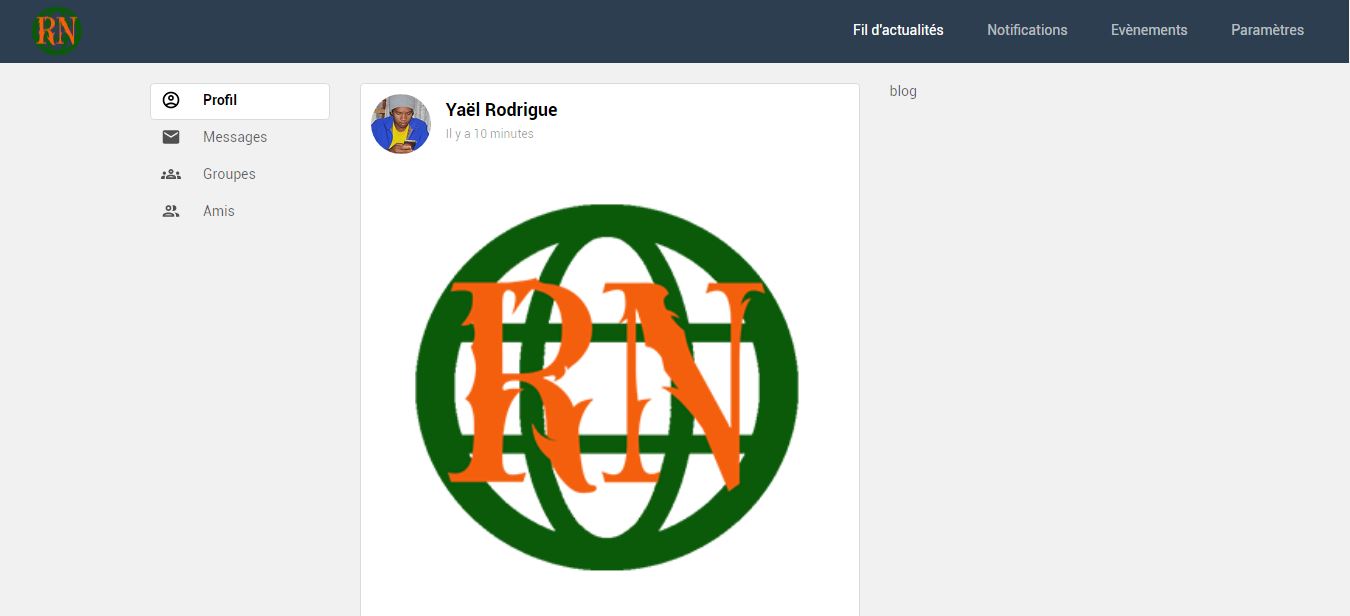 RN
Fil d'actualités
Notifications
Evènements
Paramètres
Profil
Messages
Groupes
Amis
Yaël Rodrigue
Il y a 10 minutes
RN
blog